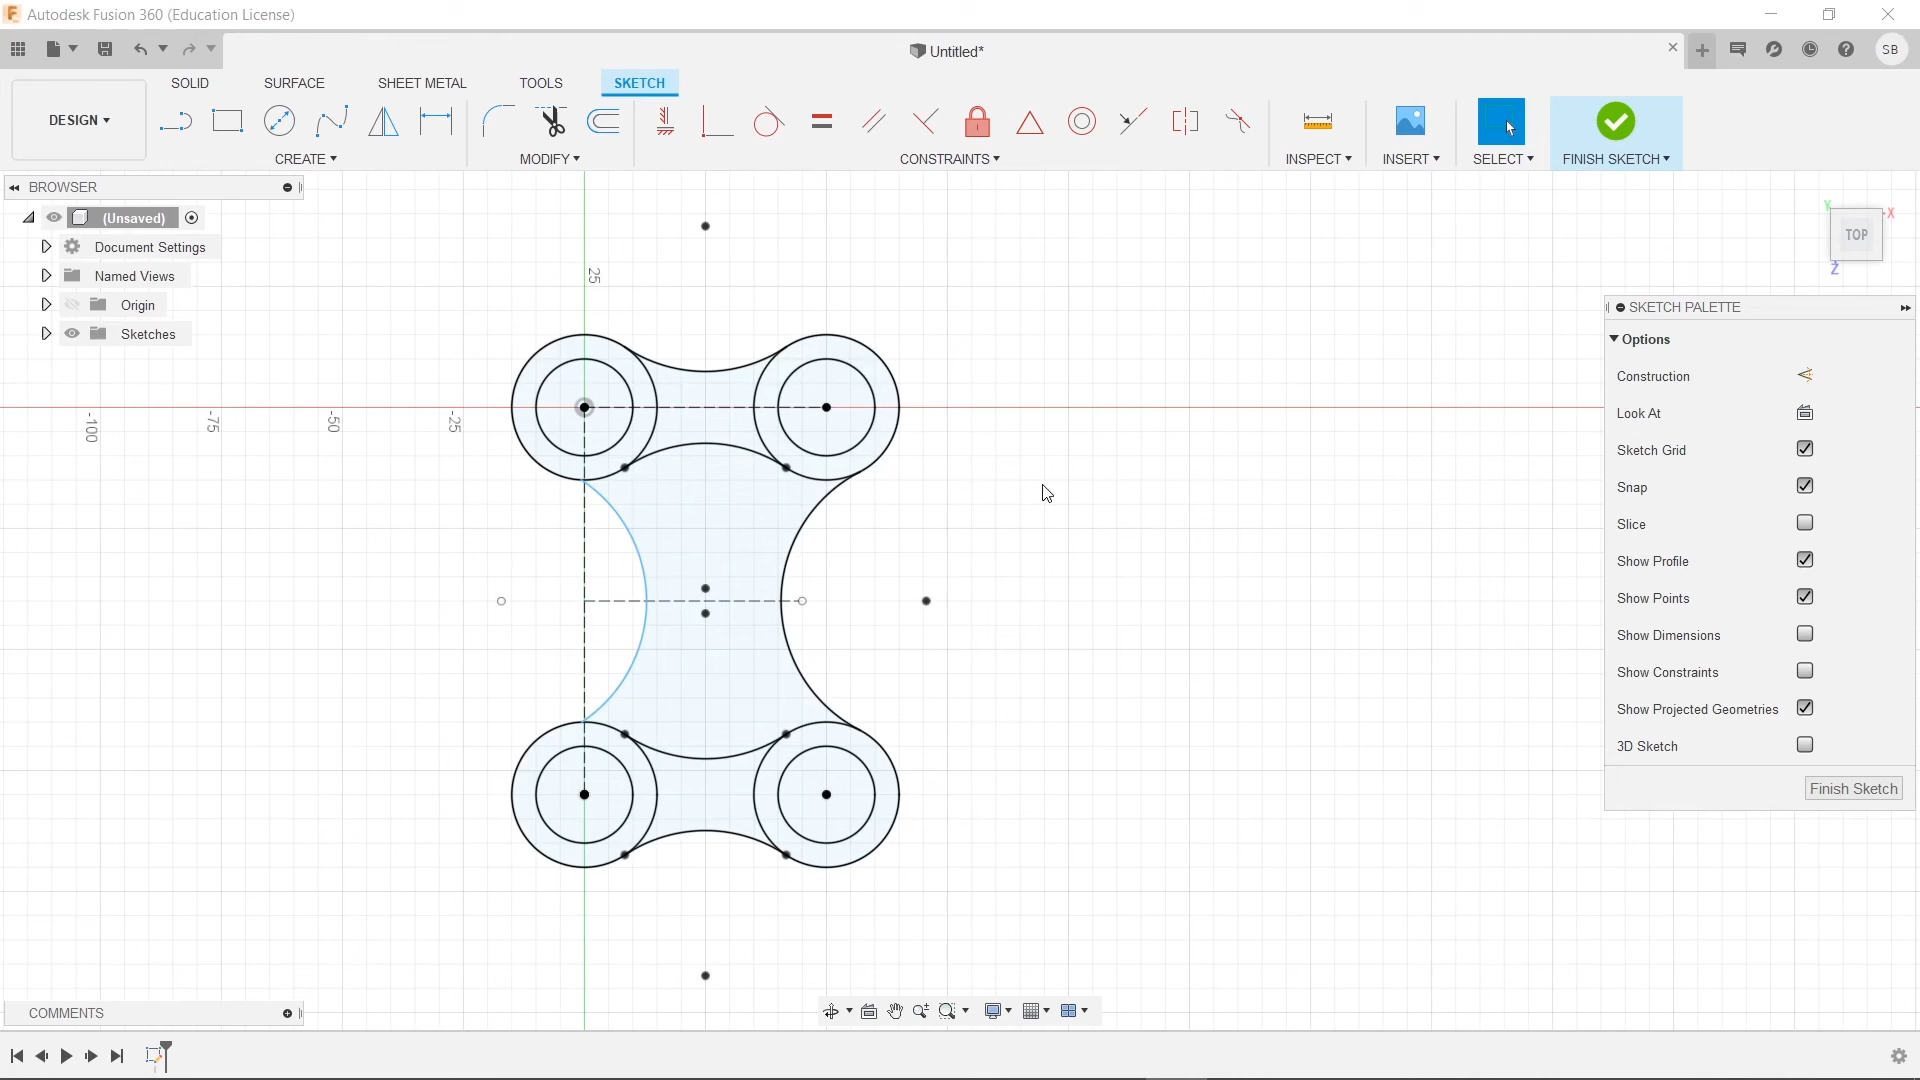 Autodesk Fusion 360 (Education License)
Untitled*
SB
DESIGN
SOLID
SURFACE
SHEET METAL
TOOLS
SKETCH
CREATE
MODIFY
CONSTRAINTS
INSPECT
INSERT
SELECT
FINISH SKETCH
BROWSER
(Unsaved)
Document Settings
Named Views
Origin
Sketches
25
-100
-75
-50
-25
Y
X
TOP
Z
SKETCH PALETTE
Options
Construction
Look At
Sketch Grid
Snap
Slice
Show Profile
Show Points
Show Dimensions
Show Constraints
Show Projected Geometries
3D Sketch
Finish Sketch
COMMENTS